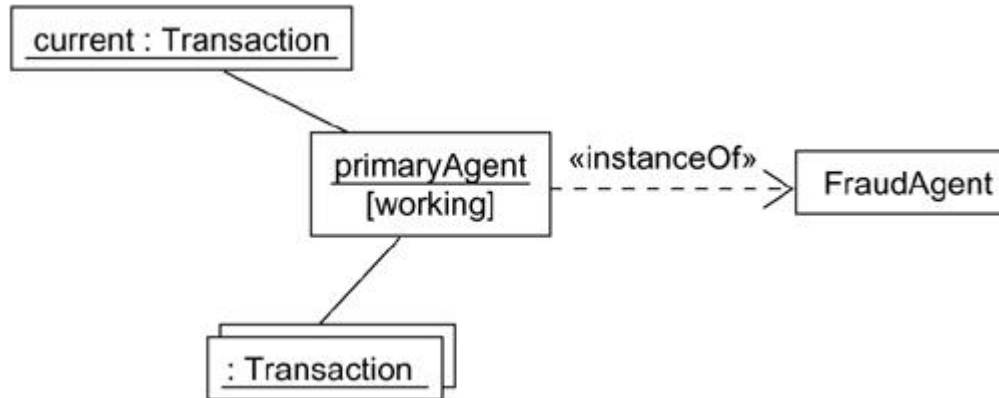 current : Transaction
primaryAgent
[working]
«instanceOf»
FraudAgent
: Transaction